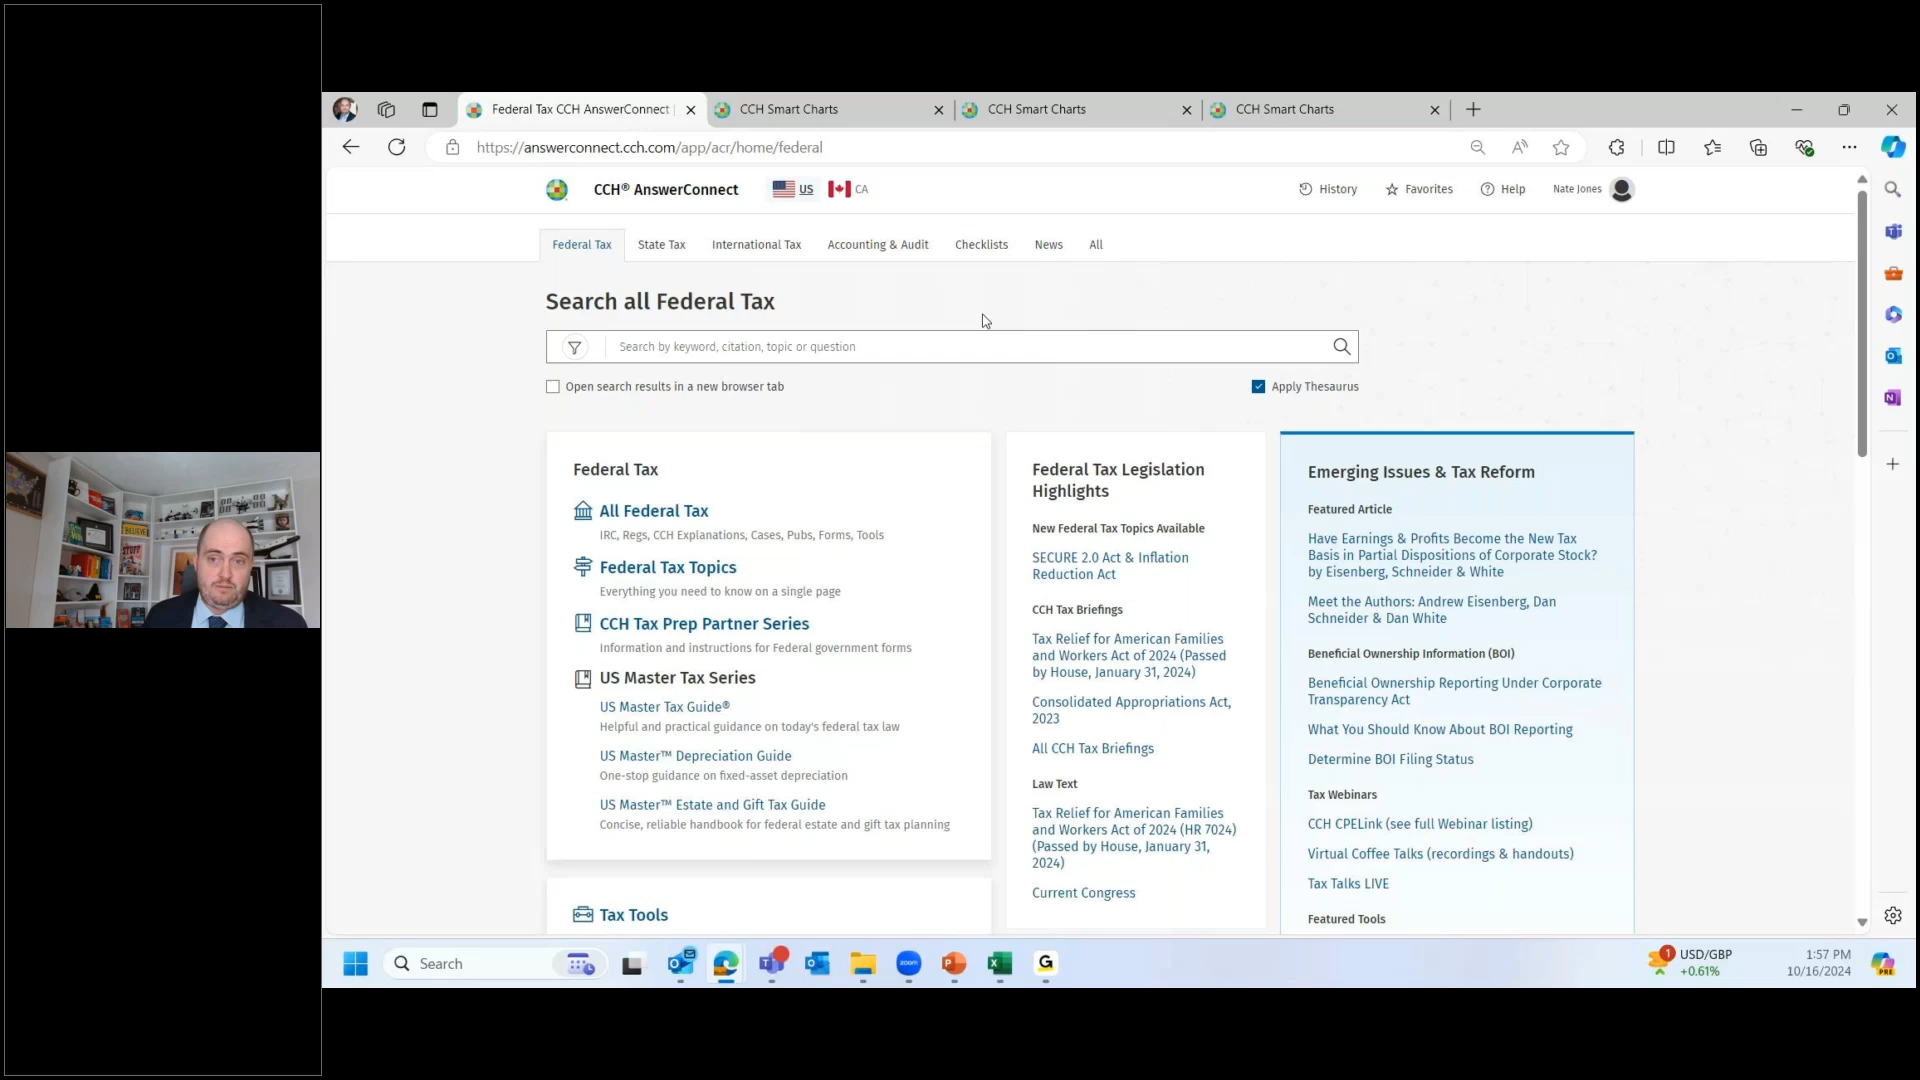 Federal Tax CCH AnswerConnect
CCH Smart Charts
CCH Smart Charts
CCH Smart Charts
https://answerconnect.cch.com/app/acr/home/federal
CCH® AnswerConnect
US
CA
History
Favorites
Help
Nate Jones
Federal Tax
State Tax
International Tax
Accounting & Audit
Checklists
News
All
Search all Federal Tax
Search by keyword, citation, topic or question
Open search results in a new browser tab
Apply Thesaurus
Federal Tax
All Federal Tax
IRC, Regs, CCH Explanations, Cases, Pubs, Forms, Tools
Federal Tax Topics
Everything you need to know on a single page
CCH Tax Prep Partner Series
Information and instructions for Federal government forms
US Master Tax Series
US Master Tax Guide®
Helpful and practical guidance on today's federal tax law
US Master™ Depreciation Guide
One-stop guidance on fixed-asset depreciation
US Master™ Estate and Gift Tax Guide
Concise, reliable handbook for federal estate and gift tax planning
Tax Tools
Federal Tax Legislation
Highlights
New Federal Tax Topics Available
SECURE 2.0 Act & Inflation
Reduction Act
CCH Tax Briefings
Tax Relief for American Families
and Workers Act of 2024 (Passed
by House, January 31, 2024)
Consolidated Appropriations Act,
2023
All CCH Tax Briefings
Law Text
Tax Relief for American Families
and Workers Act of 2024 (HR 7024)
(Passed by House, January 31,
2024)
Current Congress
Emerging Issues & Tax Reform
Featured Article
Have Earnings & Profits Become the New Tax
Basis in Partial Dispositions of Corporate Stock?
by Eisenberg, Schneider & White
Meet the Authors: Andrew Eisenberg, Dan
Schneider & Dan White
Beneficial Ownership Information (BOI)
Beneficial Ownership Reporting Under Corporate
Transparency Act
What You Should Know About BOI Reporting
Determine BOI Filing Status
Tax Webinars
CCH CPELink (see full Webinar listing)
Virtual Coffee Talks (recordings & handouts)
Tax Talks LIVE
Featured Tools
BELIEVE
STUFF
Search
zoom
G
1
USD/GBP
+0.61%
1:57 PM
10/16/2024
PRE